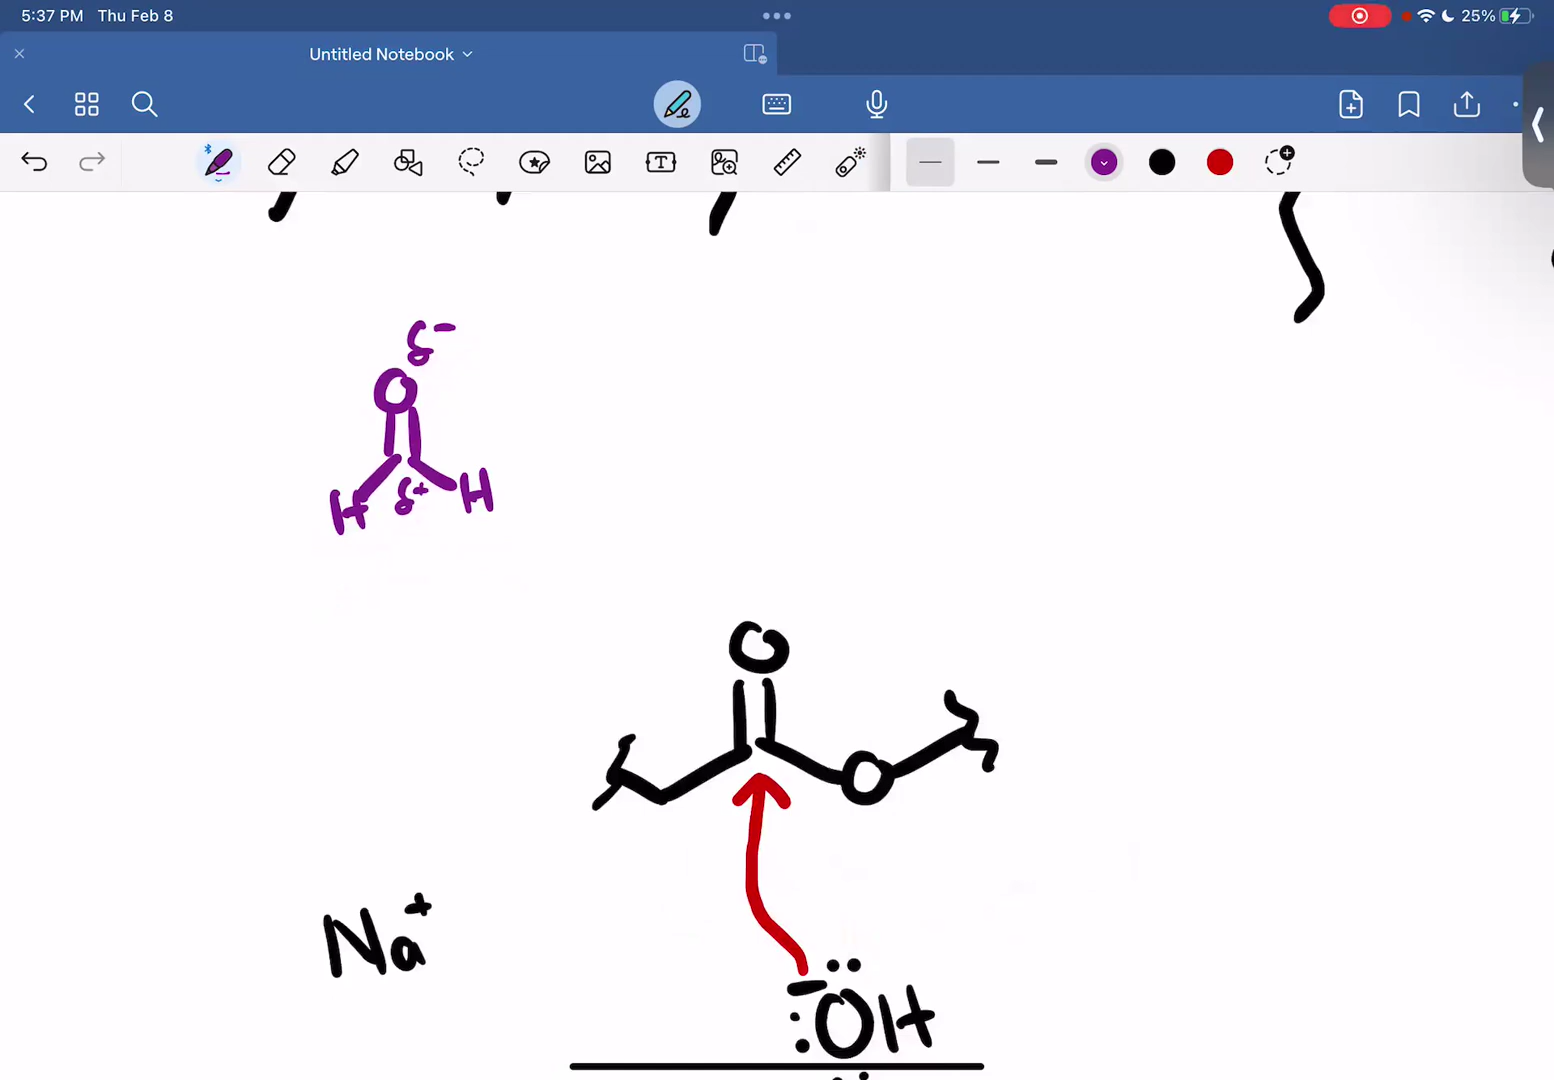 5:37 PM Thu Feb 8
25%
Untitled Notebook
T
δ−
O
H δ+ H
O
O
Na+
−OH